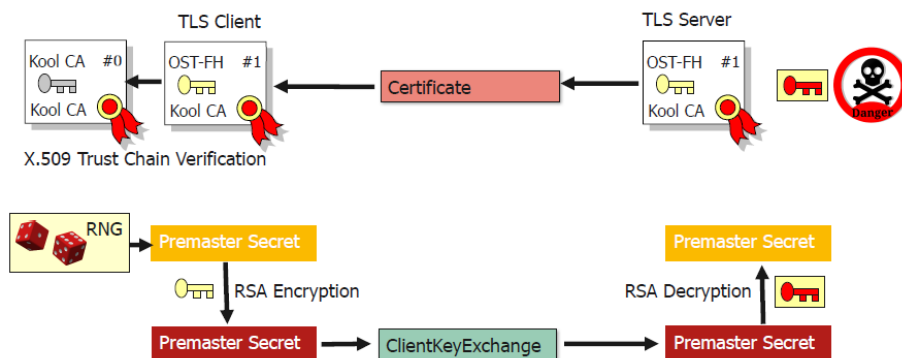 TLS Client
TLS Server
Kool CA #0
Kool CA
OST-FH #1
Kool CA
Certificate
OST-FH #1
Kool CA
Danger
X.509 Trust Chain Verification
RNG
Premaster Secret
Premaster Secret
RSA Encryption
RSA Decryption
Premaster Secret
ClientKeyExchange
Premaster Secret